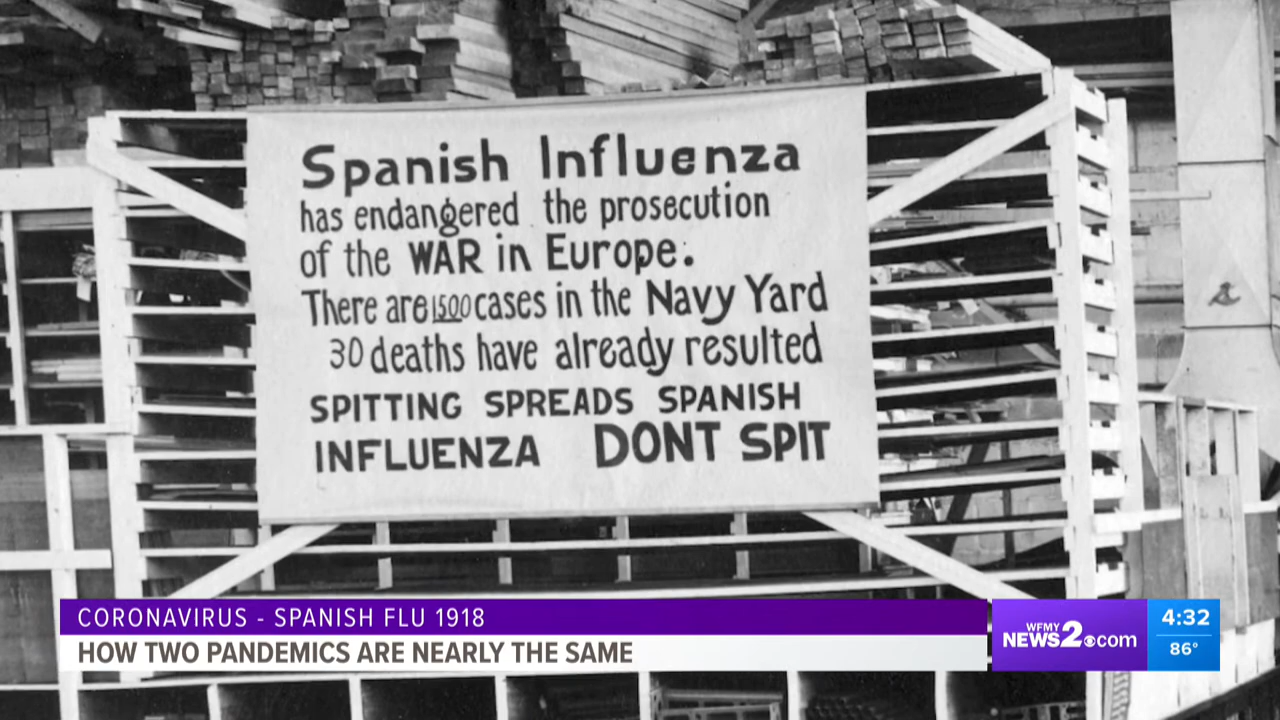 Spanish Influenza
has endangered the prosecution
of the WAR in Europe.
There are 1500 cases in the Navy Yard
30 deaths have already resulted
SPITTING SPREADS SPANISH
INFLUENZA DONT SPIT
CORONAVIRUS - SPANISH FLU 1918
HOW TWO PANDEMICS ARE NEARLY THE SAME
WFMY
NEWS2 com
4:32
86°